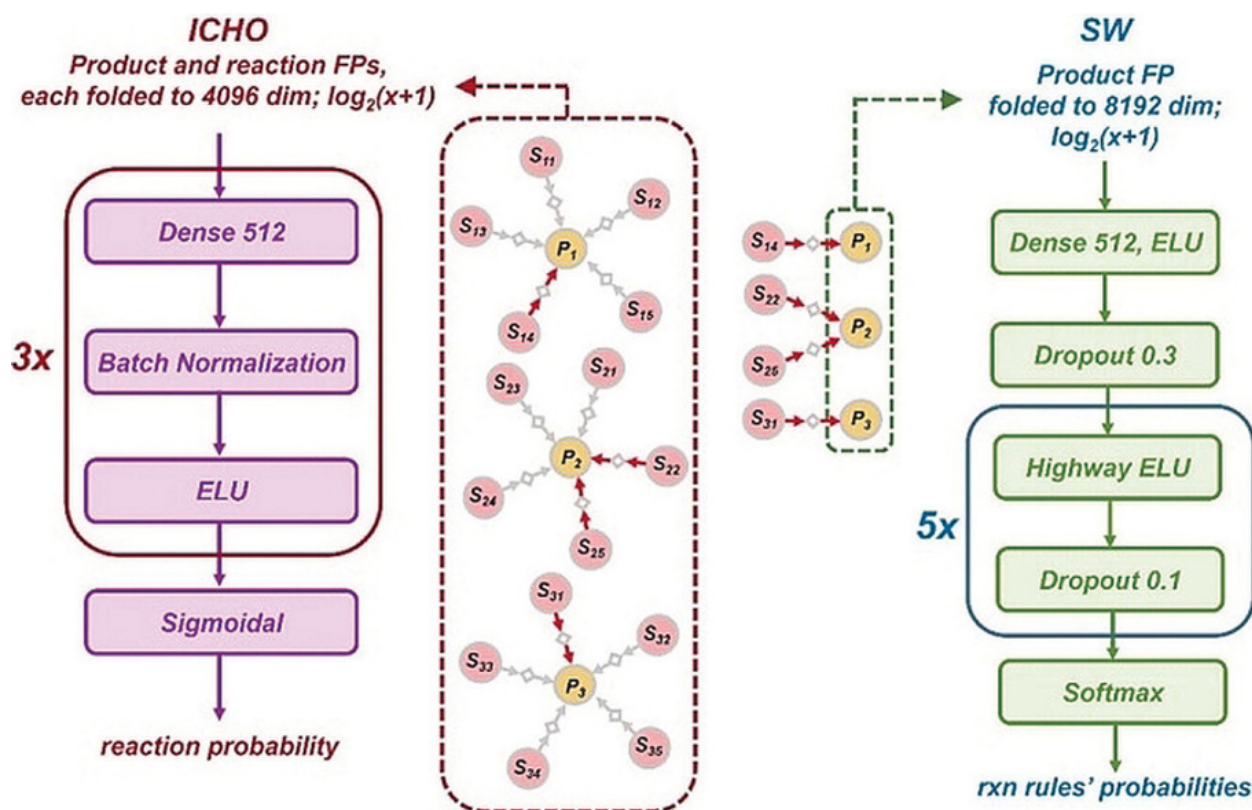 ICHO
Product and reaction FPs,
each folded to 4096 dim; log₂(x+1)
3x
Dense 512
Batch Normalization
ELU
Sigmoidal
reaction probability
S₁₁
S₁₂
S₁₃
P₁
S₁₅
S₁₄
S₂₁
S₂₃
P₂
S₂₂
S₂₄
S₂₅
S₃₁
S₃₂
S₃₃
P₃
S₃₅
S₃₄
S₁₄
P₁
S₂₂
P₂
S₂₅
S₃₁
P₃
SW
Product FP
folded to 8192 dim;
log₂(x+1)
Dense 512, ELU
Dropout 0.3
5x
Highway ELU
Dropout 0.1
Softmax
rxn rules' probabilities